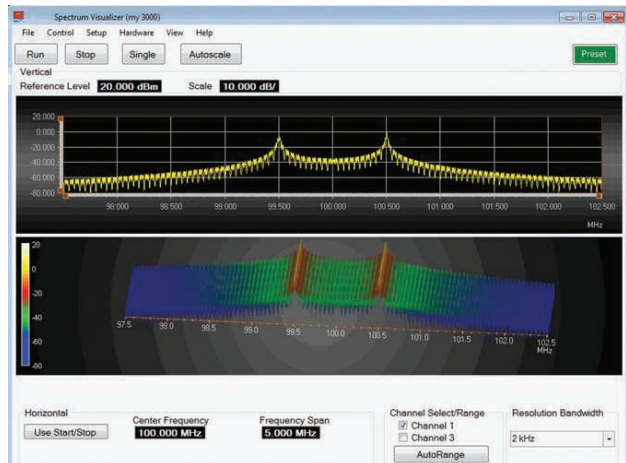 Spectrum Visualizer (my 3000)
File Control Setup Hardware View Help
Run Stop Single Autoscale Preset
Vertical
Reference Level 20.000 dBm Scale 10.000 dB/
20.000
0.000
-20.000
-40.000
-60.000
-80.000
98.000 98.500 99.000 99.500 100.000 100.500 101.000 101.500 102.000 102.500
MHz
20
0
-20
-40
-60
-80
97.5 98.0 98.5 99.0 99.5 100.0 100.5 101.0 101.5 102.0 102.5
MHz
Horizontal
Use Start/Stop
Center Frequency
100.000 MHz
Frequency Span
5.000 MHz
Channel Select/Range
Channel 1
Channel 3
AutoRange
Resolution Bandwidth
2 kHz